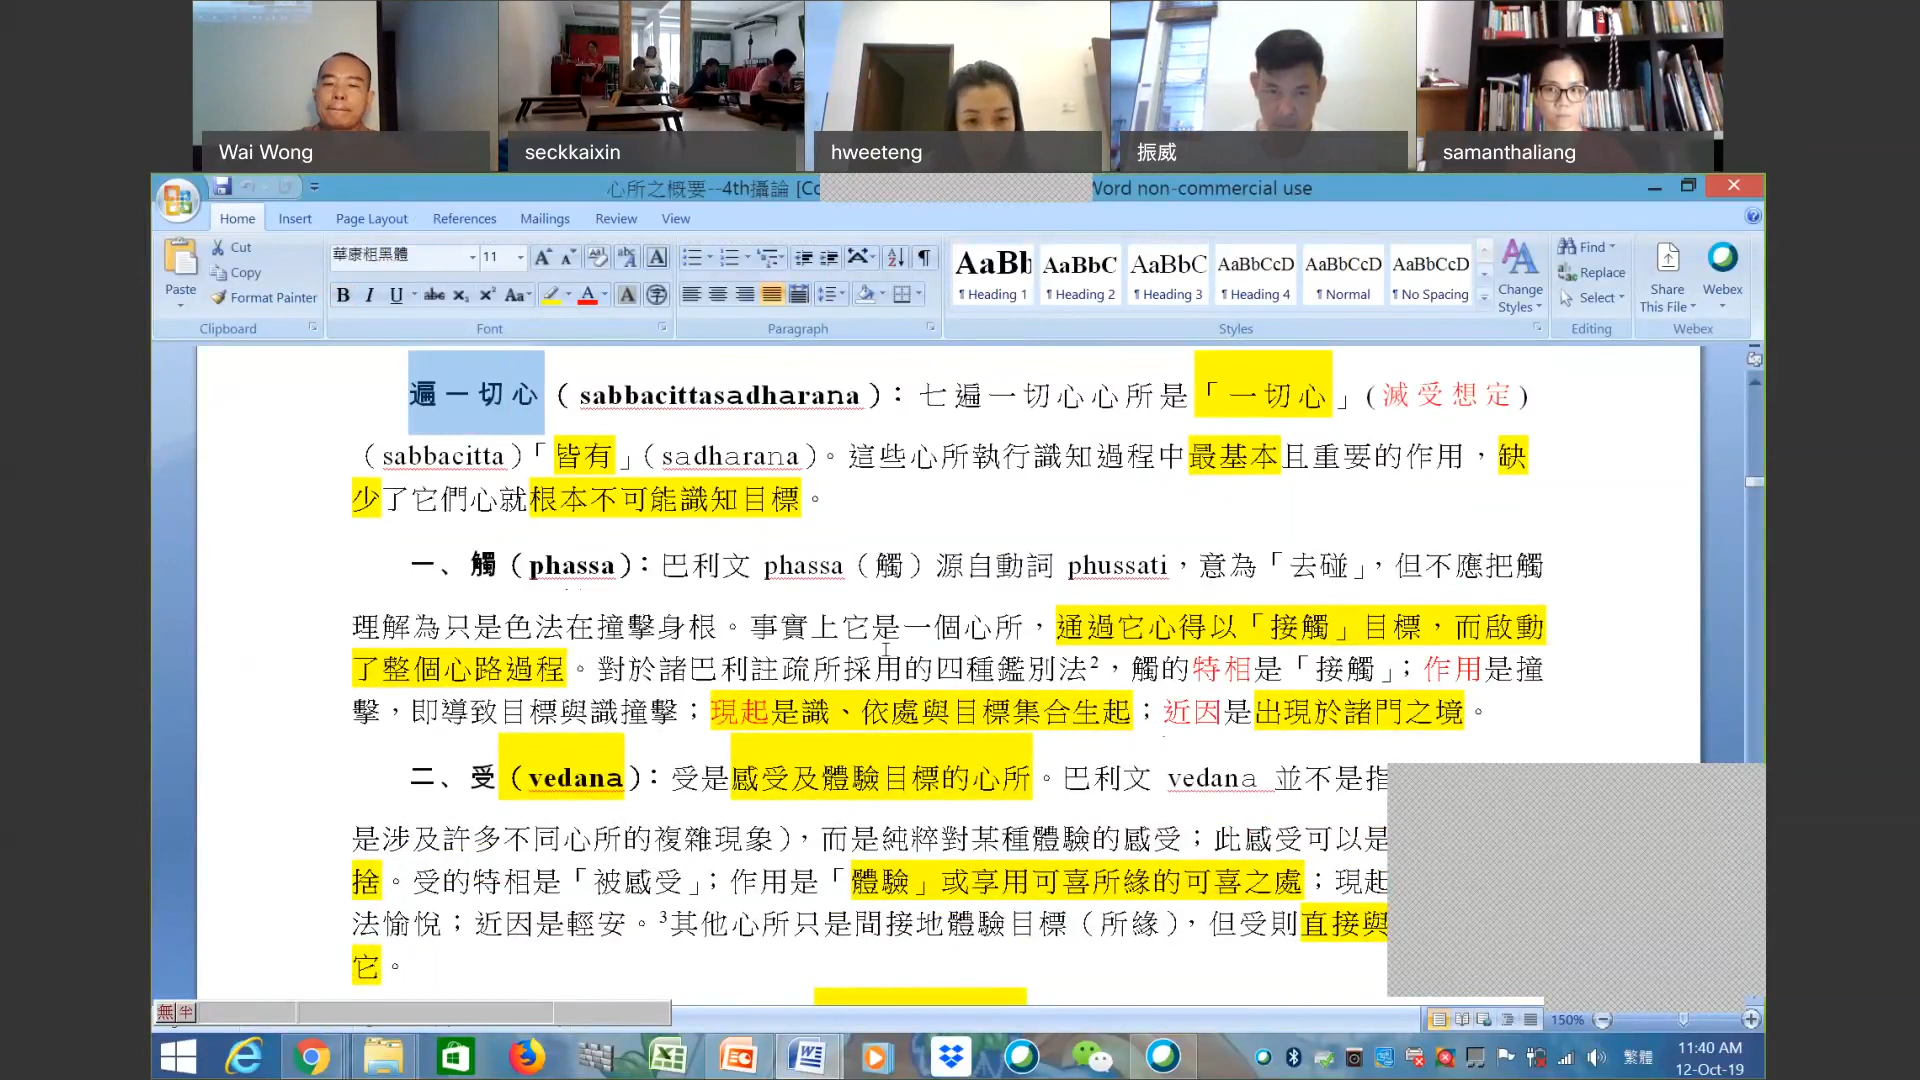 Wai Wong
seckkaixin
hweeteng
振威
samanthaliang
心所之概要--4th攝論 [Co
Word non-commercial use
Home Insert Page Layout References Mailings Review View
Paste
Cut
Copy
Format Painter
Clipboard
華康粗黑體 11
Font
Paragraph
AaBb AaBbC AaBbC AaBbCcD AaBbCcD AaBbCcD
¶ Heading 1 ¶ Heading 2 ¶ Heading 3 ¶ Heading 4 ¶ Normal ¶ No Spacing
Change Styles
Styles
Find
Replace
Select
Editing
Share This File
Webex
Webex
遍一切心（sabbacittasadharana）：七遍一切心心所是「一切心」(滅受想定)
（sabbacitta）「皆有」（sadharana）。這些心所執行識知過程中最基本且重要的作用，缺
少了它們心就根本不可能識知目標。
一、觸（phassa）：巴利文 phassa（觸）源自動詞 phussati，意為「去碰」，但不應把觸
理解為只是色法在撞擊身根。事實上它是一個心所，通過它心得以「接觸」目標，而啟動
了整個心路過程。對於諸巴利註疏所採用的四種鑑別法2，觸的特相是「接觸」；作用是撞
擊，即導致目標與識撞擊；現起是識、依處與目標集合生起；近因是出現於諸門之境。
二、受（vedana）：受是感受及體驗目標的心所。巴利文 vedana 並不是指
是涉及許多不同心所的複雜現象），而是純粹對某種體驗的感受；此感受可以是
捨。受的特相是「被感受」；作用是「體驗」或享用可喜所緣的可喜之處；現起
法愉悅；近因是輕安。3其他心所只是間接地體驗目標（所緣），但受則直接與
它。
無 半
150%
繁體
11:40 AM
12-Oct-19